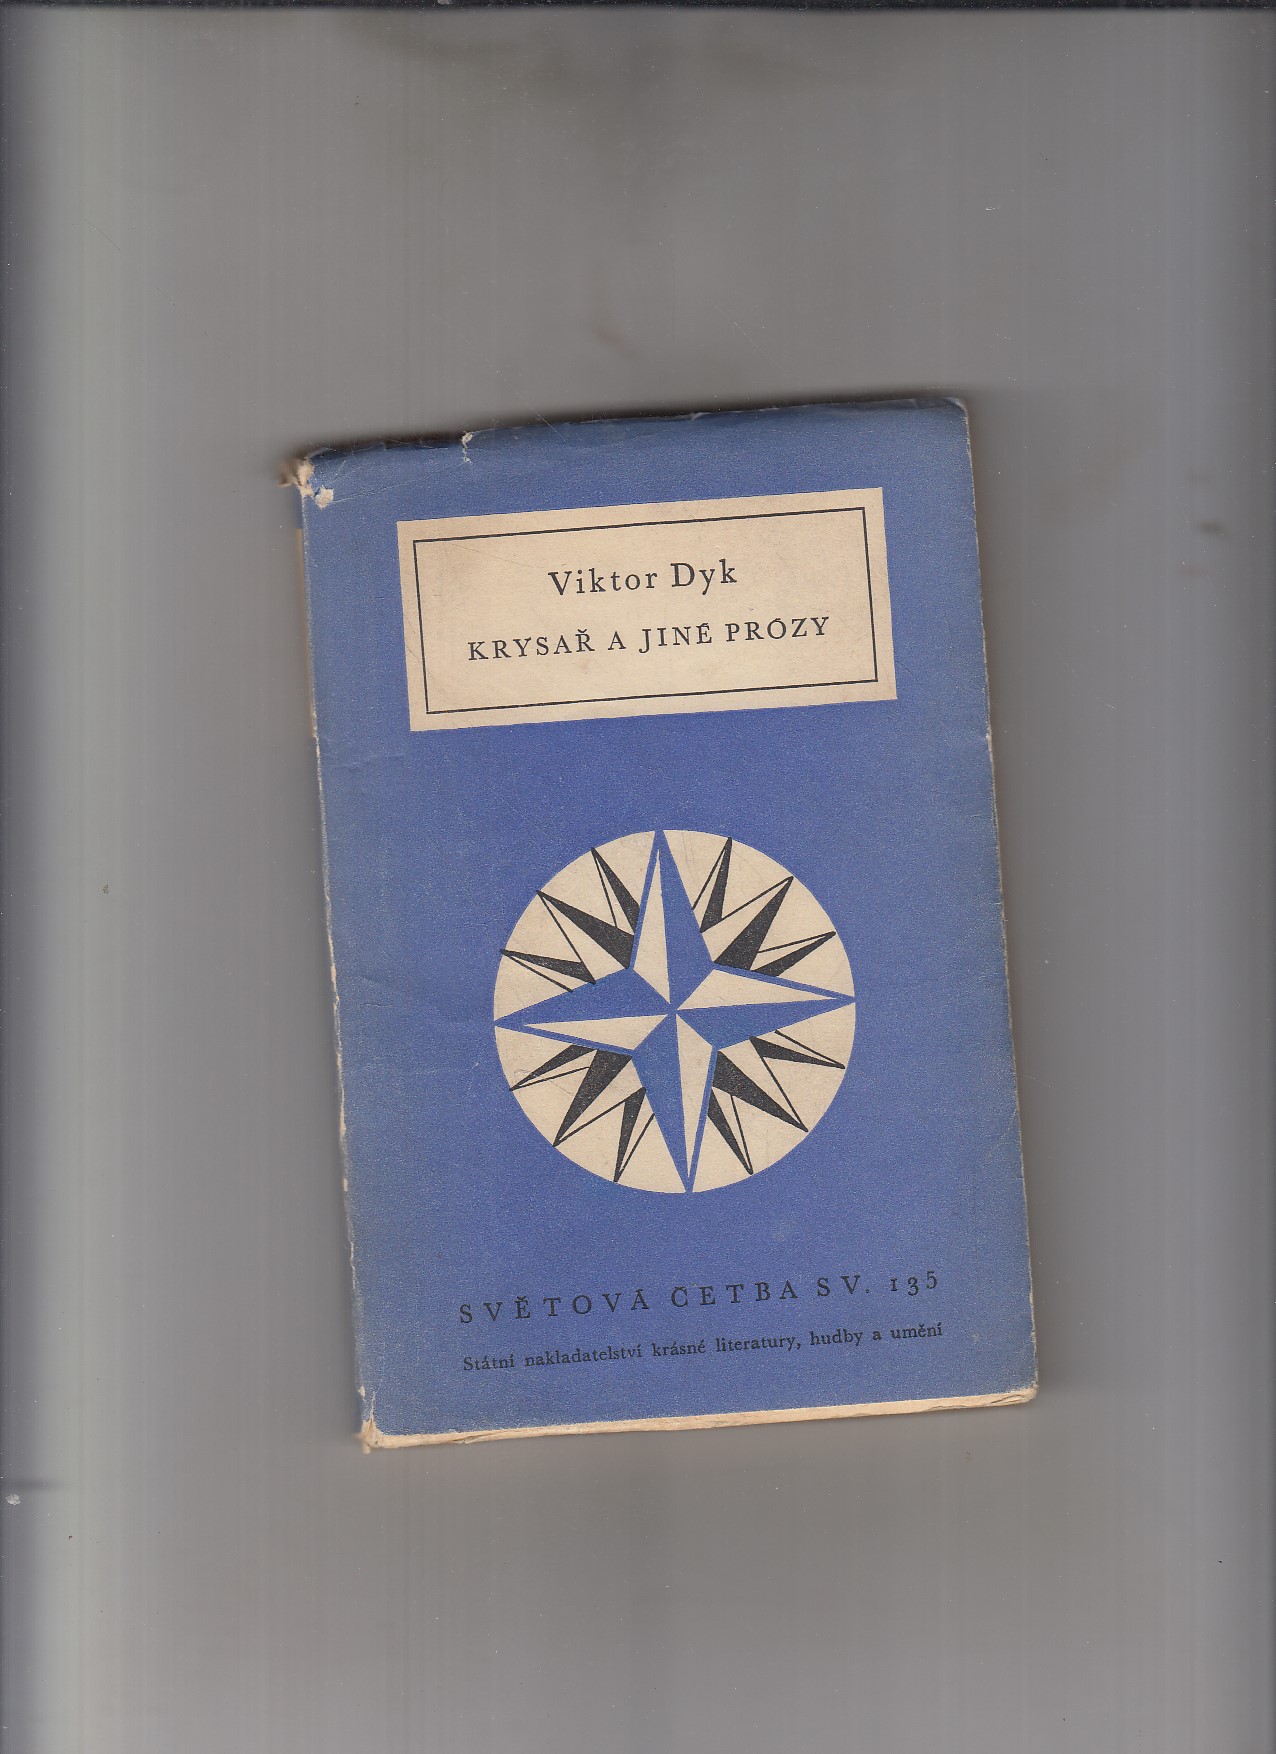 Viktor Dyk
KRYSAŘ A JINÉ PRÓZY
SVĚTOVÁ ČETBA SV. 135
Státní nakladatelství krásné literatury, hudby a umění